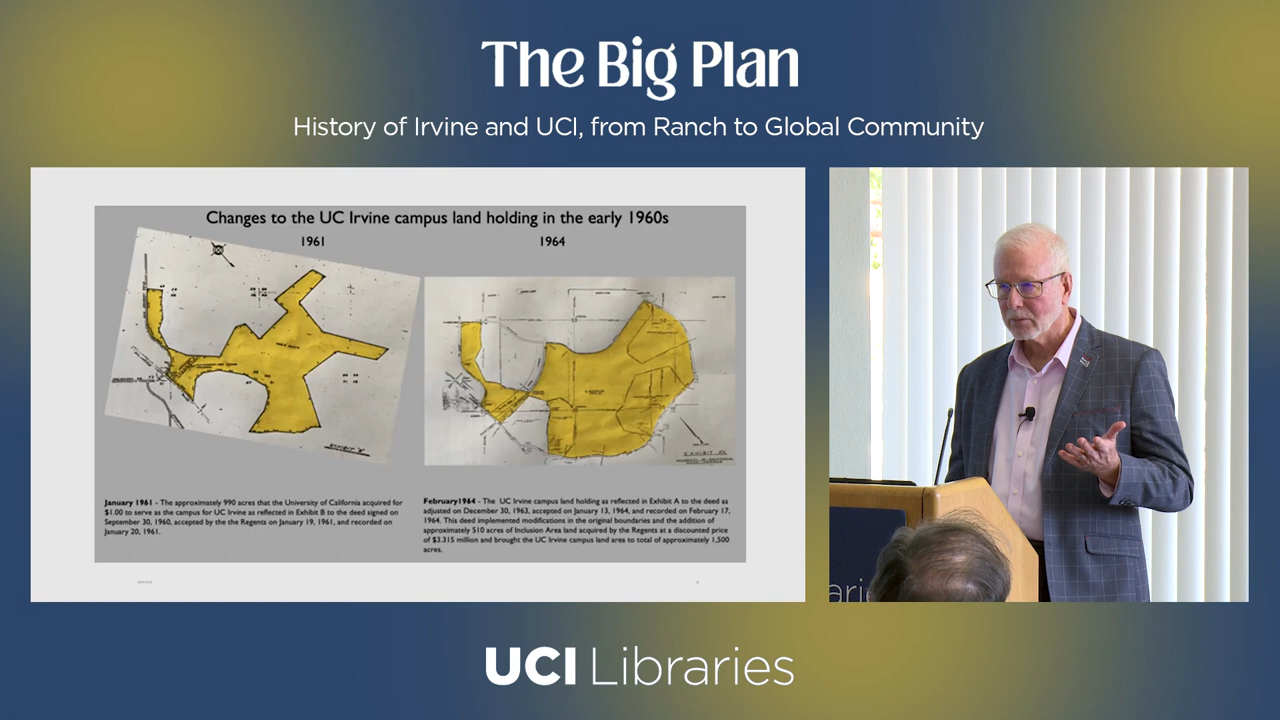 The Big Plan
History of Irvine and UCI, from Ranch to Global Community
Changes to the UC Irvine campus land holding in the early 1960s
1961
1964
January 1961 - The approximately 990 acres that the University of California acquired for
$1.00 to serve as the campus for UC Irvine as reflected in Exhibit B to the deed signed on
September 30, 1960, accepted by the the Regents on January 19, 1961, and recorded on
January 20, 1961.
February1964 - The UC Irvine campus land holding as reflected in Exhibit A to the deed as
adjusted on December 30, 1963, accepted on January 13, 1964, and recorded on February 17,
1964. This deed implemented modifications in the original boundaries and the addition of
approximately 510 acres of Inclusion Area land acquired by the Regents at a discounted price
of $3.315 million and brought the UC Irvine campus land area to total of approximately 1,500
acres.
UCI Libraries